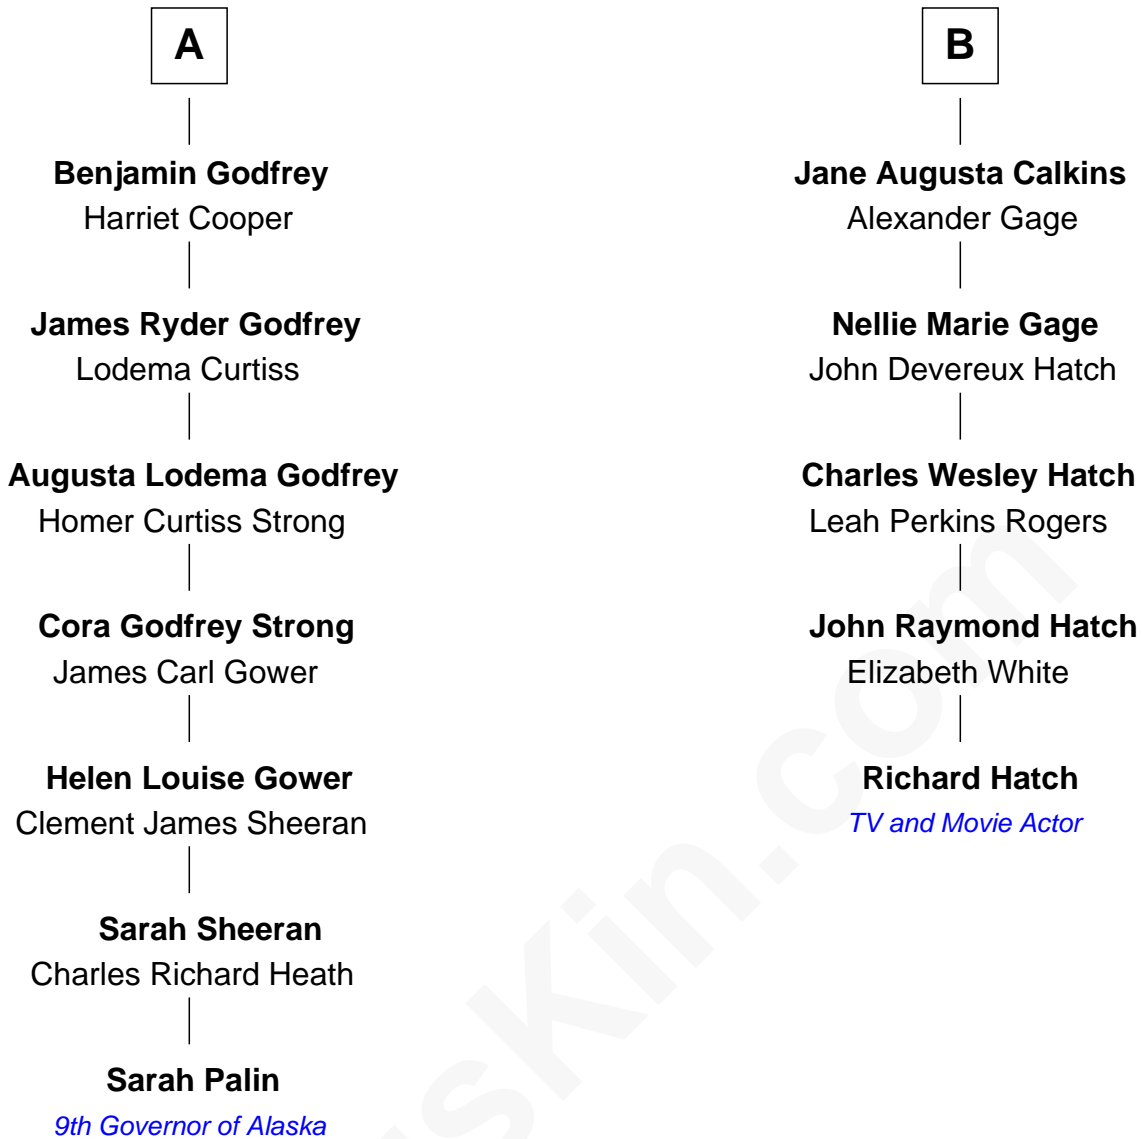 A
Benjamin Godfrey
Harriet Cooper
James Ryder Godfrey
Lodema Curtiss
Augusta Lodema Godfrey
Homer Curtiss Strong
Cora Godfrey Strong
James Carl Gower
Helen Louise Gower
Clement James Sheeran
Sarah Sheeran
Charles Richard Heath
Sarah Palin
9th Governor of Alaska
B
Jane Augusta Calkins
Alexander Gage
Nellie Marie Gage
John Devereux Hatch
Charles Wesley Hatch
Leah Perkins Rogers
John Raymond Hatch
Elizabeth White
Richard Hatch
TV and Movie Actor
usKin.com